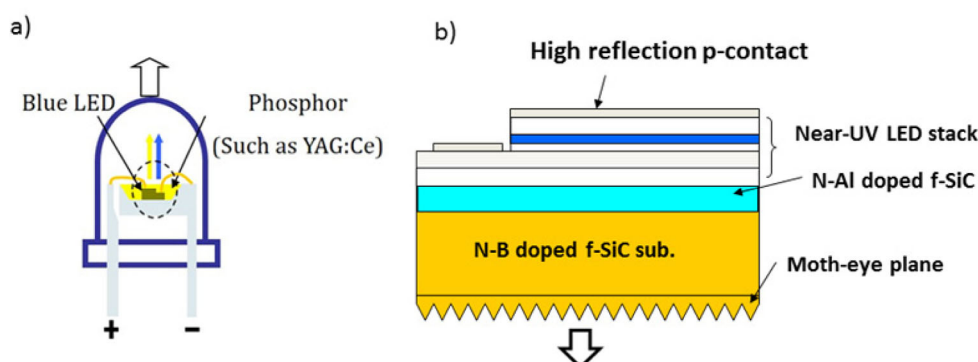 a)
Blue LED
Phosphor
(Such as YAG:Ce)
+
−
b)
High reflection p-contact
Near-UV LED stack
N-Al doped f-SiC
N-B doped f-SiC sub.
Moth-eye plane